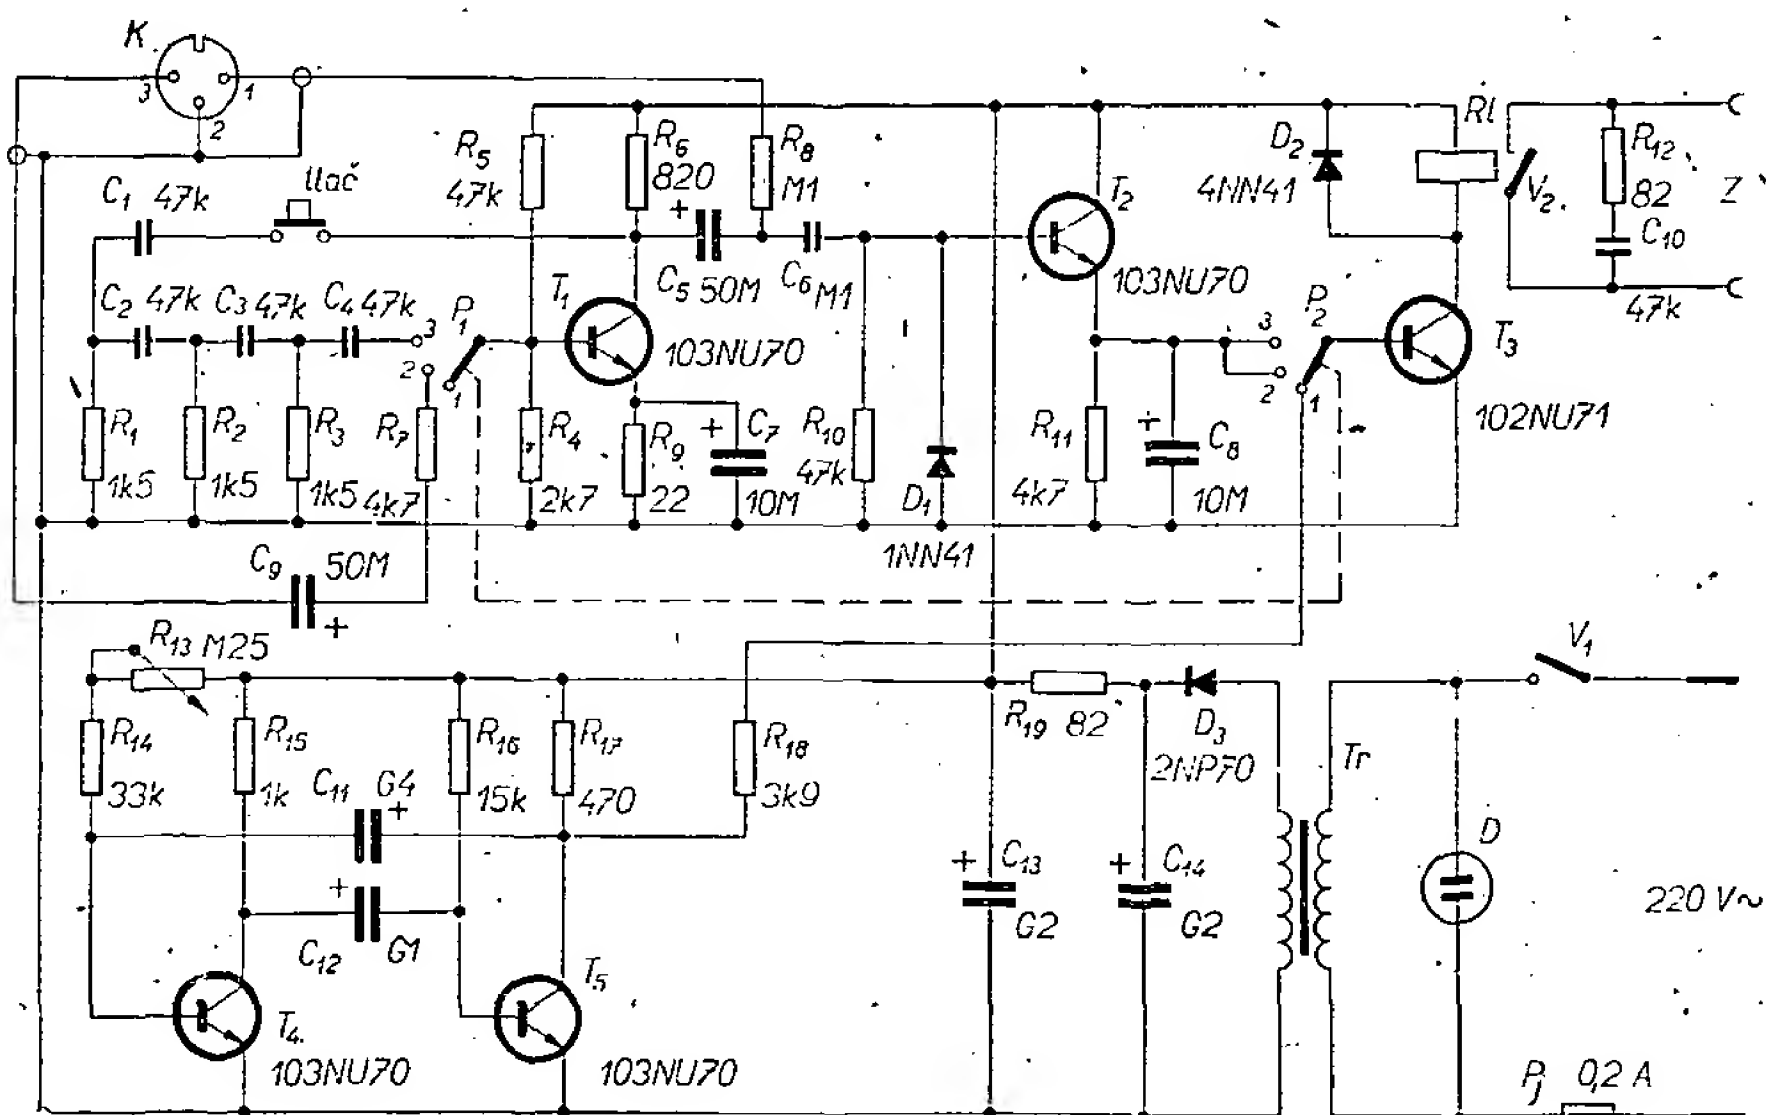 K
3
1
2
tlač
C1 47k
C2 47k
C3 47k
C4 47k
P1
3
2
1
R1
1k5
R2
1k5
R3
1k5
R7
4k7
R5
47k
R6
820
R8
M1
+
C5 50M
C6 M1
T1
103NU70
R4
2k7
R9
22
+
C7
10M
R10
47k
D1
1NN41
T2
103NU70
R11
4k7
+
C8
10M
D2
4NN41
Rl
V2
R12
82
C10
47k
Z
P2
3
2
1
T3
102NU71
C9 50M
+
R13 M25
R14
33k
R15
1k
C11 G4
+
+
C12 G1
R16
15k
R17
470
R18
3k9
T4
103NU70
T5
103NU70
R19 82
D3
2NP70
+
C13
G2
+
C14
G2
Tr
V1
D
220 V~
Pj 0,2 A